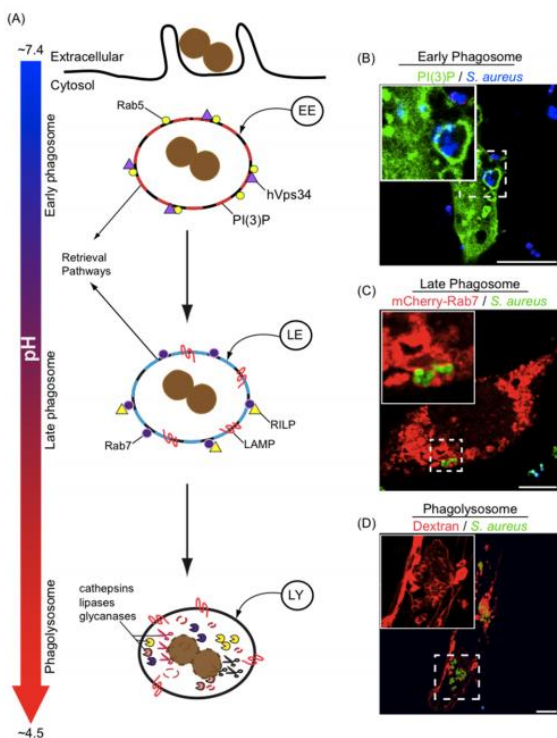 (A)
~7.4
Extracellular
Cytosol
Rab5
EE
hVps34
PI(3)P
Early phagosome
Retrieval
Pathways
pH
LE
Late phagosome
RILP
Rab7
LAMP
cathepsins
lipases
glycanases
LY
Phagolysosome
~4.5
(B)
Early Phagosome
PI(3)P / S. aureus
(C)
Late Phagosome
mCherry-Rab7 / S. aureus
Phagolysosome
(D)
Dextran / S. aureus